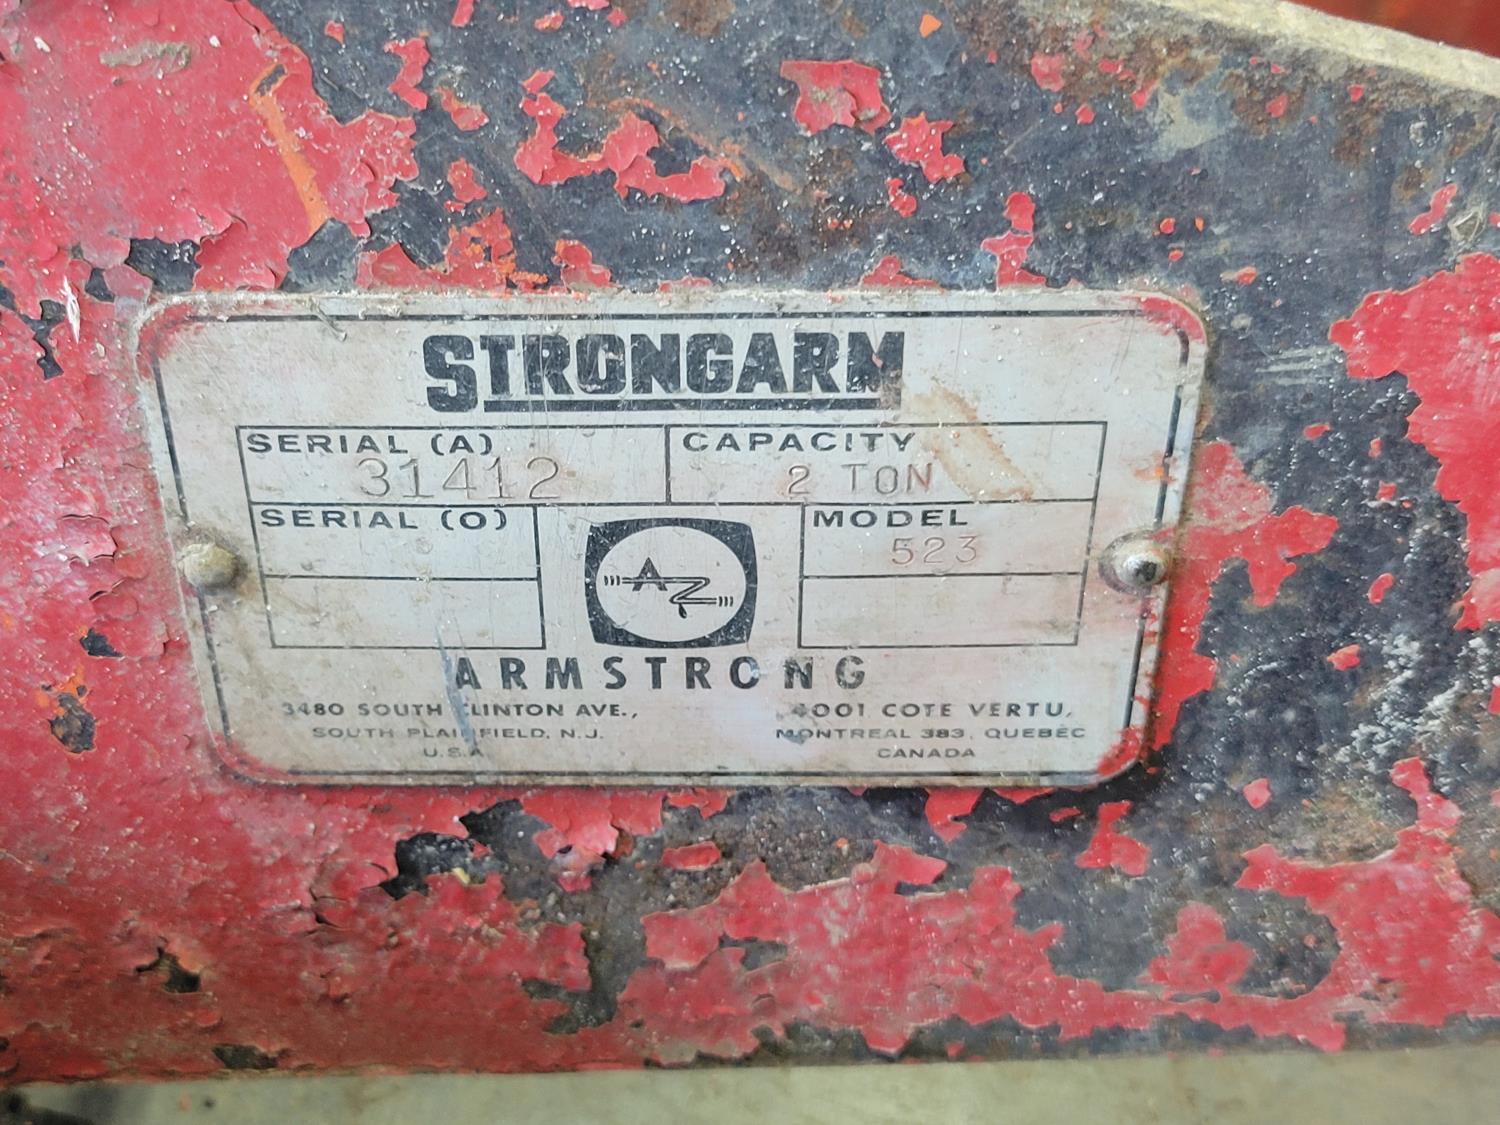 STRONGARM
SERIAL (A) CAPACITY
31412 2 TON
SERIAL (O) MODEL
523
A
ARMSTRONG
3480 SOUTH CLINTON AVE., 4001 COTE VERTU,
SOUTH PLAINFIELD, N.J. MONTREAL 383, QUEBEC
U.S.A. CANADA